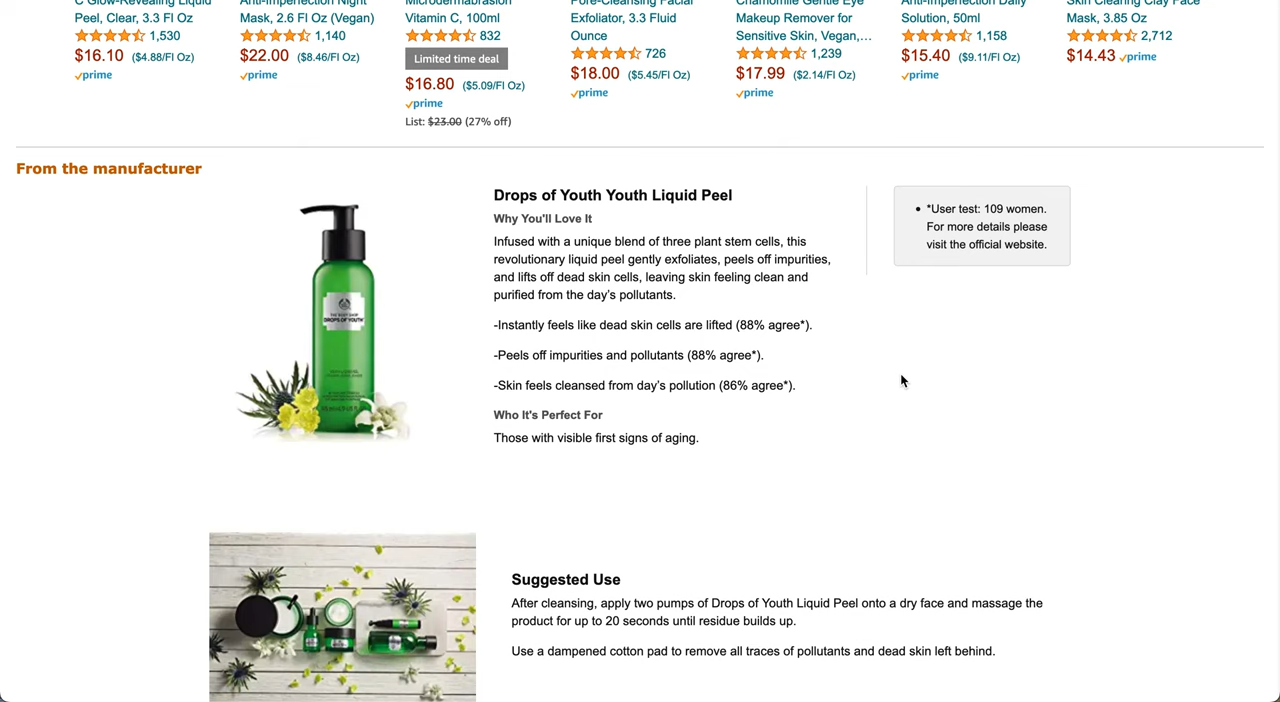 C Glow-Revealing Liquid
Peel, Clear, 3.3 Fl Oz
1,530
$16.10 ($4.88/Fl Oz)
prime
Anti-Imperfection Night
Mask, 2.6 Fl Oz (Vegan)
1,140
$22.00 ($8.46/Fl Oz)
prime
Microdermabrasion
Vitamin C, 100ml
832
Limited time deal
$16.80 ($5.09/Fl Oz)
prime
List: $23.00 (27% off)
Pore-Cleansing Facial
Exfoliator, 3.3 Fluid
Ounce
726
$18.00 ($5.45/Fl Oz)
prime
Chamomile Gentle Eye
Makeup Remover for
Sensitive Skin, Vegan,…
1,239
$17.99 ($2.14/Fl Oz)
prime
Anti-Imperfection Daily
Solution, 50ml
1,158
$15.40 ($9.11/Fl Oz)
prime
Skin Clearing Clay Face
Mask, 3.85 Oz
2,712
$14.43 prime
From the manufacturer
THE BODY SHOP
DROPS OF YOUTH
Drops of Youth Youth Liquid Peel
Why You'll Love It
Infused with a unique blend of three plant stem cells, this
revolutionary liquid peel gently exfoliates, peels off impurities,
and lifts off dead skin cells, leaving skin feeling clean and
purified from the day’s pollutants.
-Instantly feels like dead skin cells are lifted (88% agree*).
-Peels off impurities and pollutants (88% agree*).
-Skin feels cleansed from day’s pollution (86% agree*).
Who It's Perfect For
Those with visible first signs of aging.
• *User test: 109 women.
For more details please
visit the official website.
Suggested Use
After cleansing, apply two pumps of Drops of Youth Liquid Peel onto a dry face and massage the
product for up to 20 seconds until residue builds up.
Use a dampened cotton pad to remove all traces of pollutants and dead skin left behind.